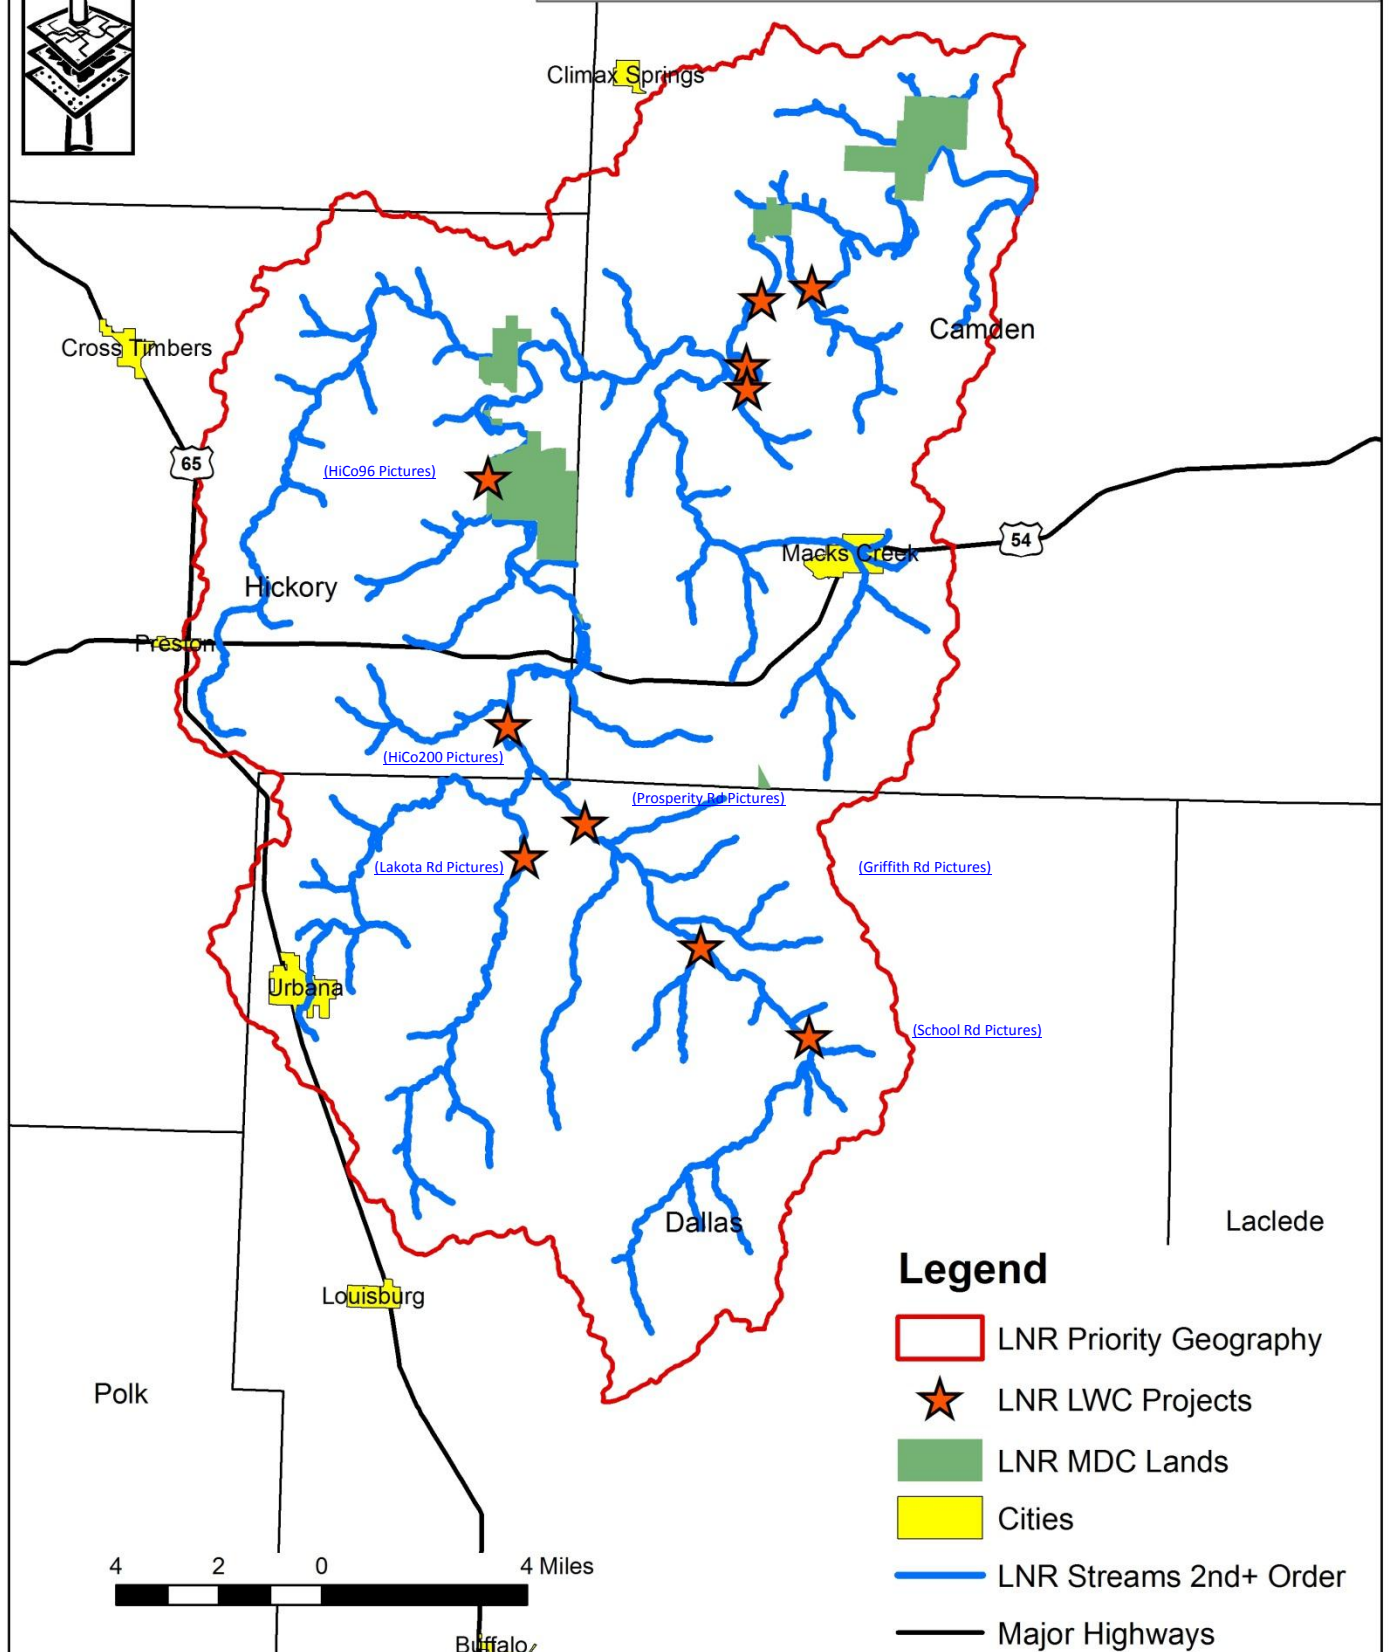 Climax Springs
Camden
Cross Timbers
65
(HiCo96 Pictures)
54
Macks Creek
Hickory
Preston
(HiCo200 Pictures)
(Prosperity Rd Pictures)
(Lakota Rd Pictures)
(Griffith Rd Pictures)
Urbana
(School Rd Pictures)
Dallas
Laclede
Louisburg
Polk
Legend
LNR Priority Geography
LNR LWC Projects
LNR MDC Lands
Cities
LNR Streams 2nd+ Order
Major Highways
4 2 0 4 Miles
Buffalo